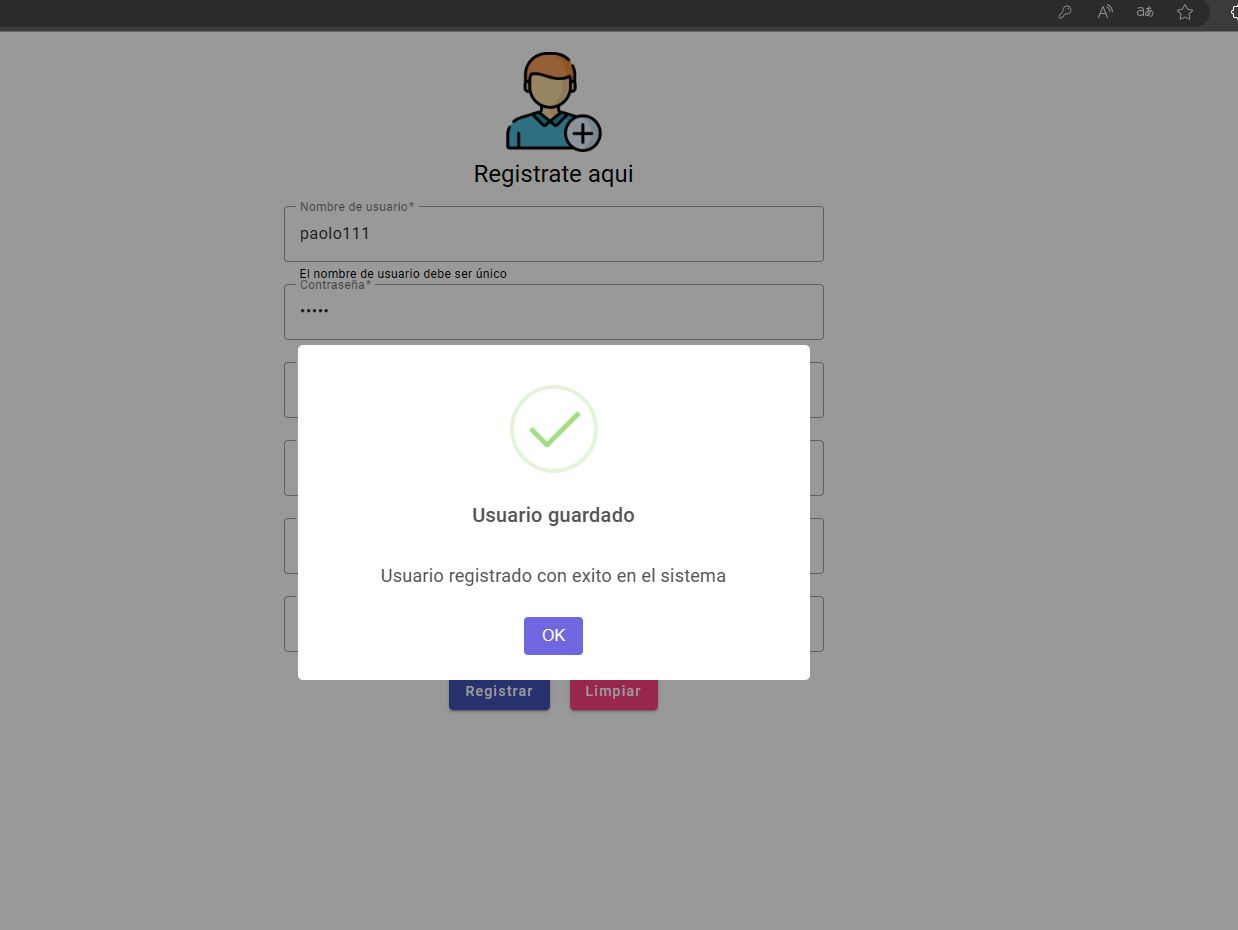 Registrate aqui
Nombre de usuario*
paolo111
El nombre de usuario debe ser único
Contraseña*
•••••
Usuario guardado
Usuario registrado con exito en el sistema
OK
Registrar
Limpiar